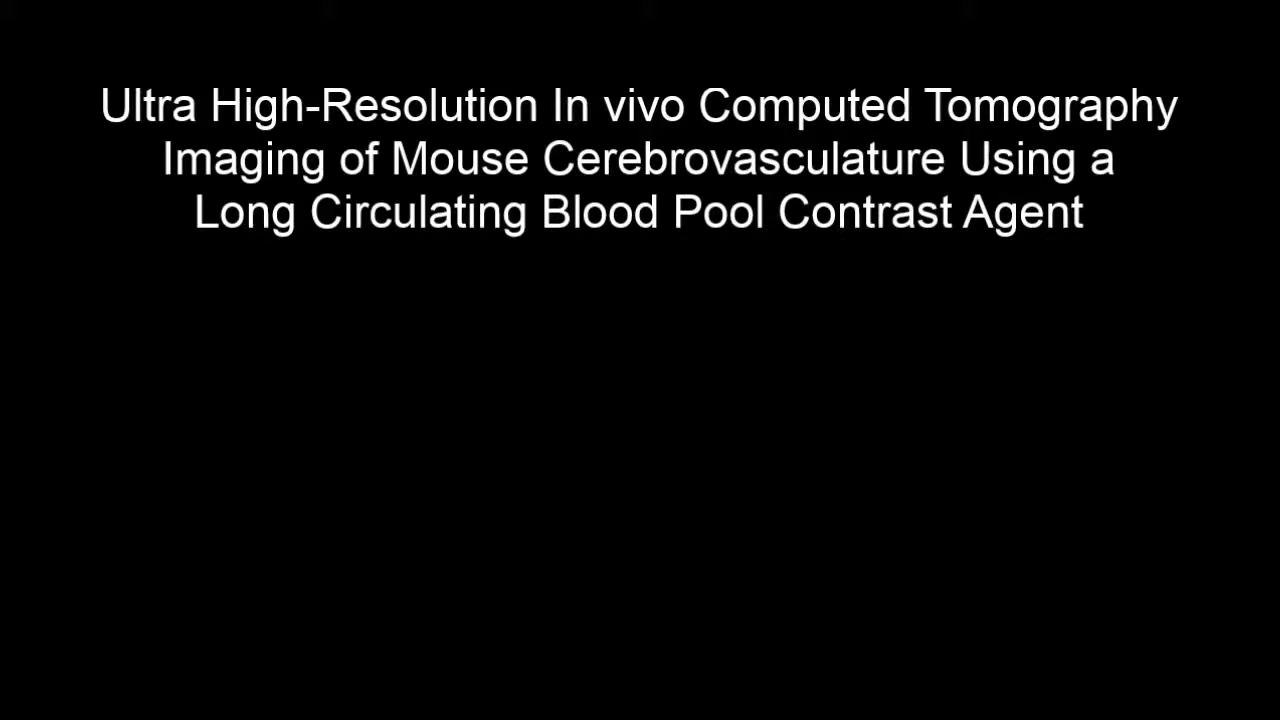 Ultra High-Resolution In vivo Computed Tomography
Imaging of Mouse Cerebrovasculature Using a
Long Circulating Blood Pool Contrast Agent